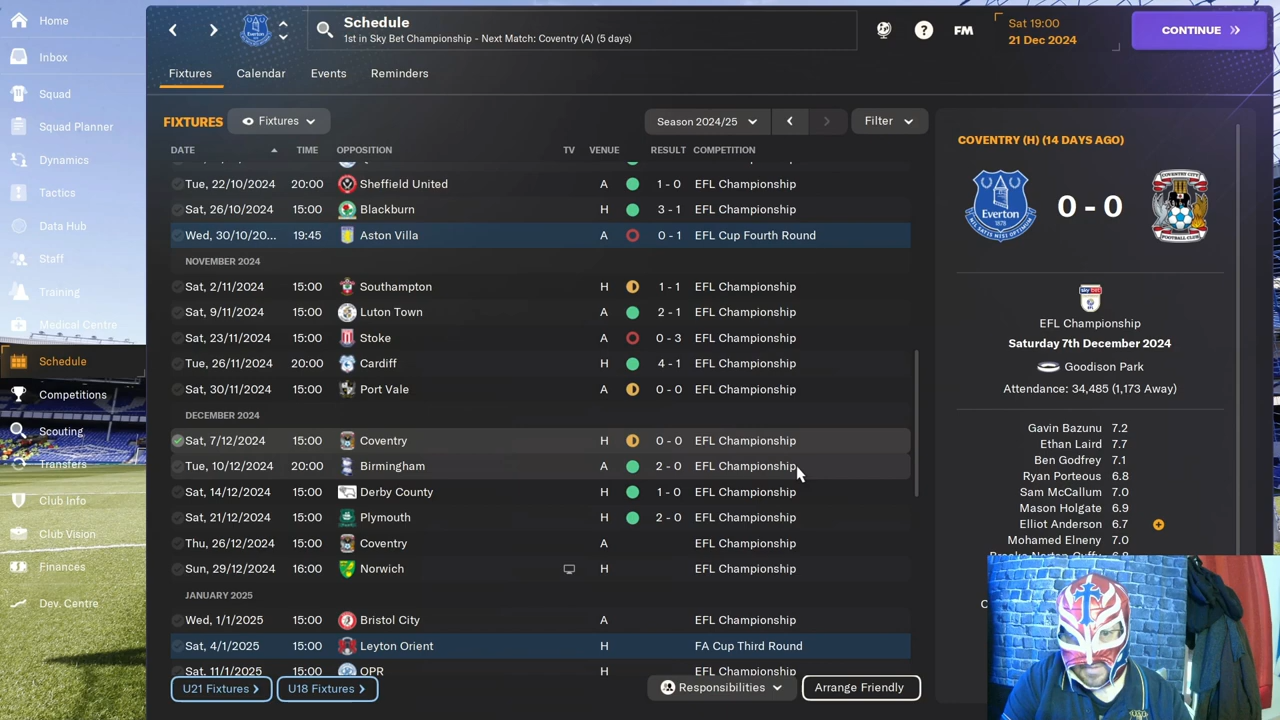 Home
Inbox
Squad
Squad Planner
Dynamics
Tactics
Data Hub
Staff
Training
Medical Centre
Schedule
Competitions
Scouting
Transfers
Club Info
Club Vision
Finances
Dev. Centre
Schedule
1st in Sky Bet Championship - Next Match: Coventry (A) (5 days)
FM
Sat 19:00
21 Dec 2024
CONTINUE
Fixtures Calendar Events Reminders
FIXTURES Fixtures Season 2024/25 Filter
DATE TIME OPPOSITION TV VENUE RESULT COMPETITION
Tue, 22/10/2024 20:00 Sheffield United A 1 - 0 EFL Championship
Sat, 26/10/2024 15:00 Blackburn H 3 - 1 EFL Championship
Wed, 30/10/20... 19:45 Aston Villa A 0 - 1 EFL Cup Fourth Round
NOVEMBER 2024
Sat, 2/11/2024 15:00 Southampton H 1 - 1 EFL Championship
Sat, 9/11/2024 15:00 Luton Town A 2 - 1 EFL Championship
Sat, 23/11/2024 15:00 Stoke A 0 - 3 EFL Championship
Tue, 26/11/2024 20:00 Cardiff H 4 - 1 EFL Championship
Sat, 30/11/2024 15:00 Port Vale A 0 - 0 EFL Championship
DECEMBER 2024
Sat, 7/12/2024 15:00 Coventry H 0 - 0 EFL Championship
Tue, 10/12/2024 20:00 Birmingham A 2 - 0 EFL Championship
Sat, 14/12/2024 15:00 Derby County H 1 - 0 EFL Championship
Sat, 21/12/2024 15:00 Plymouth H 2 - 0 EFL Championship
Thu, 26/12/2024 15:00 Coventry A EFL Championship
Sun, 29/12/2024 16:00 Norwich H EFL Championship
JANUARY 2025
Wed, 1/1/2025 15:00 Bristol City A EFL Championship
Sat, 4/1/2025 15:00 Leyton Orient H FA Cup Third Round
Sat, 11/1/2025 15:00 QPR H EFL Championship
U21 Fixtures U18 Fixtures Responsibilities Arrange Friendly
COVENTRY (H) (14 DAYS AGO)
Everton
0 - 0
sky bet
EFL Championship
Saturday 7th December 2024
Goodison Park
Attendance: 34,485 (1,173 Away)
Gavin Bazunu 7.2
Ethan Laird 7.7
Ben Godfrey 7.1
Ryan Porteous 6.8
Sam McCallum 7.0
Mason Holgate 6.9
Elliot Anderson 6.7
Mohamed Elneny 7.0